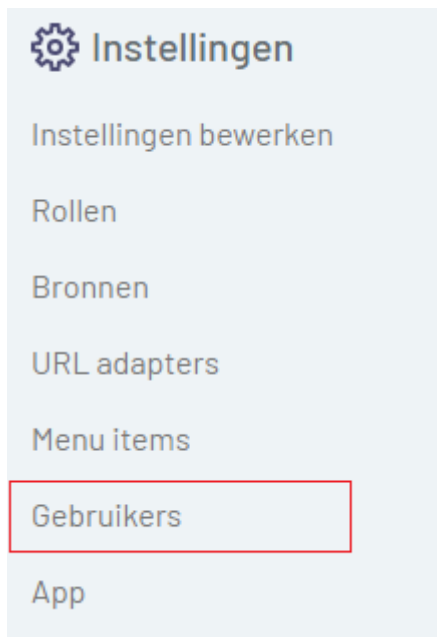 Instellingen
Instellingen bewerken
Rollen
Bronnen
URL adapters
Menu items
Gebruikers
App